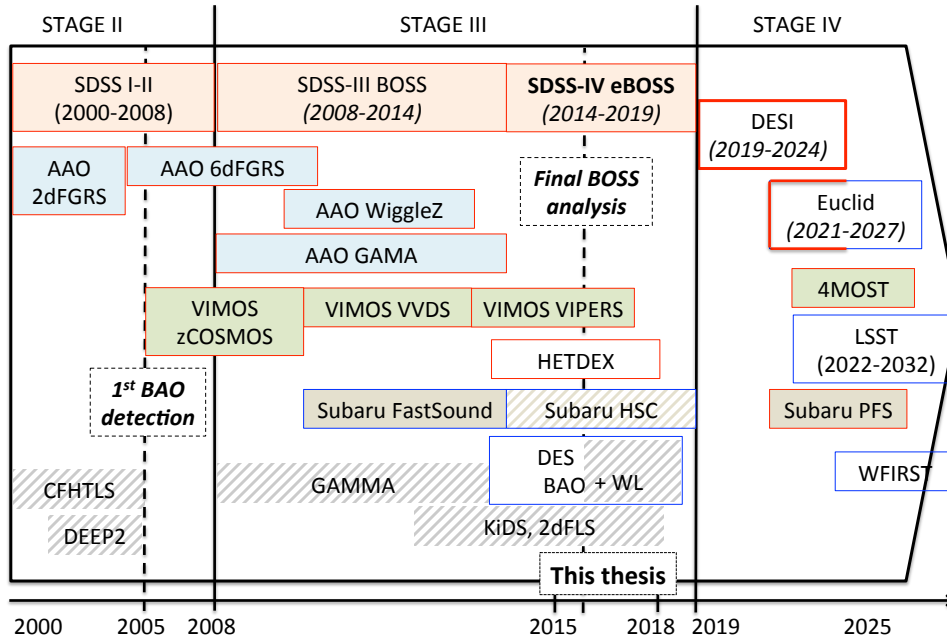 STAGE II
STAGE III
STAGE IV
SDSS I-II
(2000-2008)
SDSS-III BOSS
(2008-2014)
SDSS-IV eBOSS
(2014-2019)
DESI
(2019-2024)
AAO
2dFGRS
AAO 6dFGRS
Final BOSS
analysis
AAO WiggleZ
Euclid
(2021-2027)
AAO GAMA
VIMOS
zCOSMOS
VIMOS VVDS
VIMOS VIPERS
4MOST
HETDEX
LSST
(2022-2032)
1st BAO
detection
Subaru FastSound
Subaru HSC
Subaru PFS
DES
BAO + WL
WFIRST
CFHTLS
GAMMA
DEEP2
KiDS, 2dFLS
This thesis
2000 2005 2008 2015 2018 2019 2025